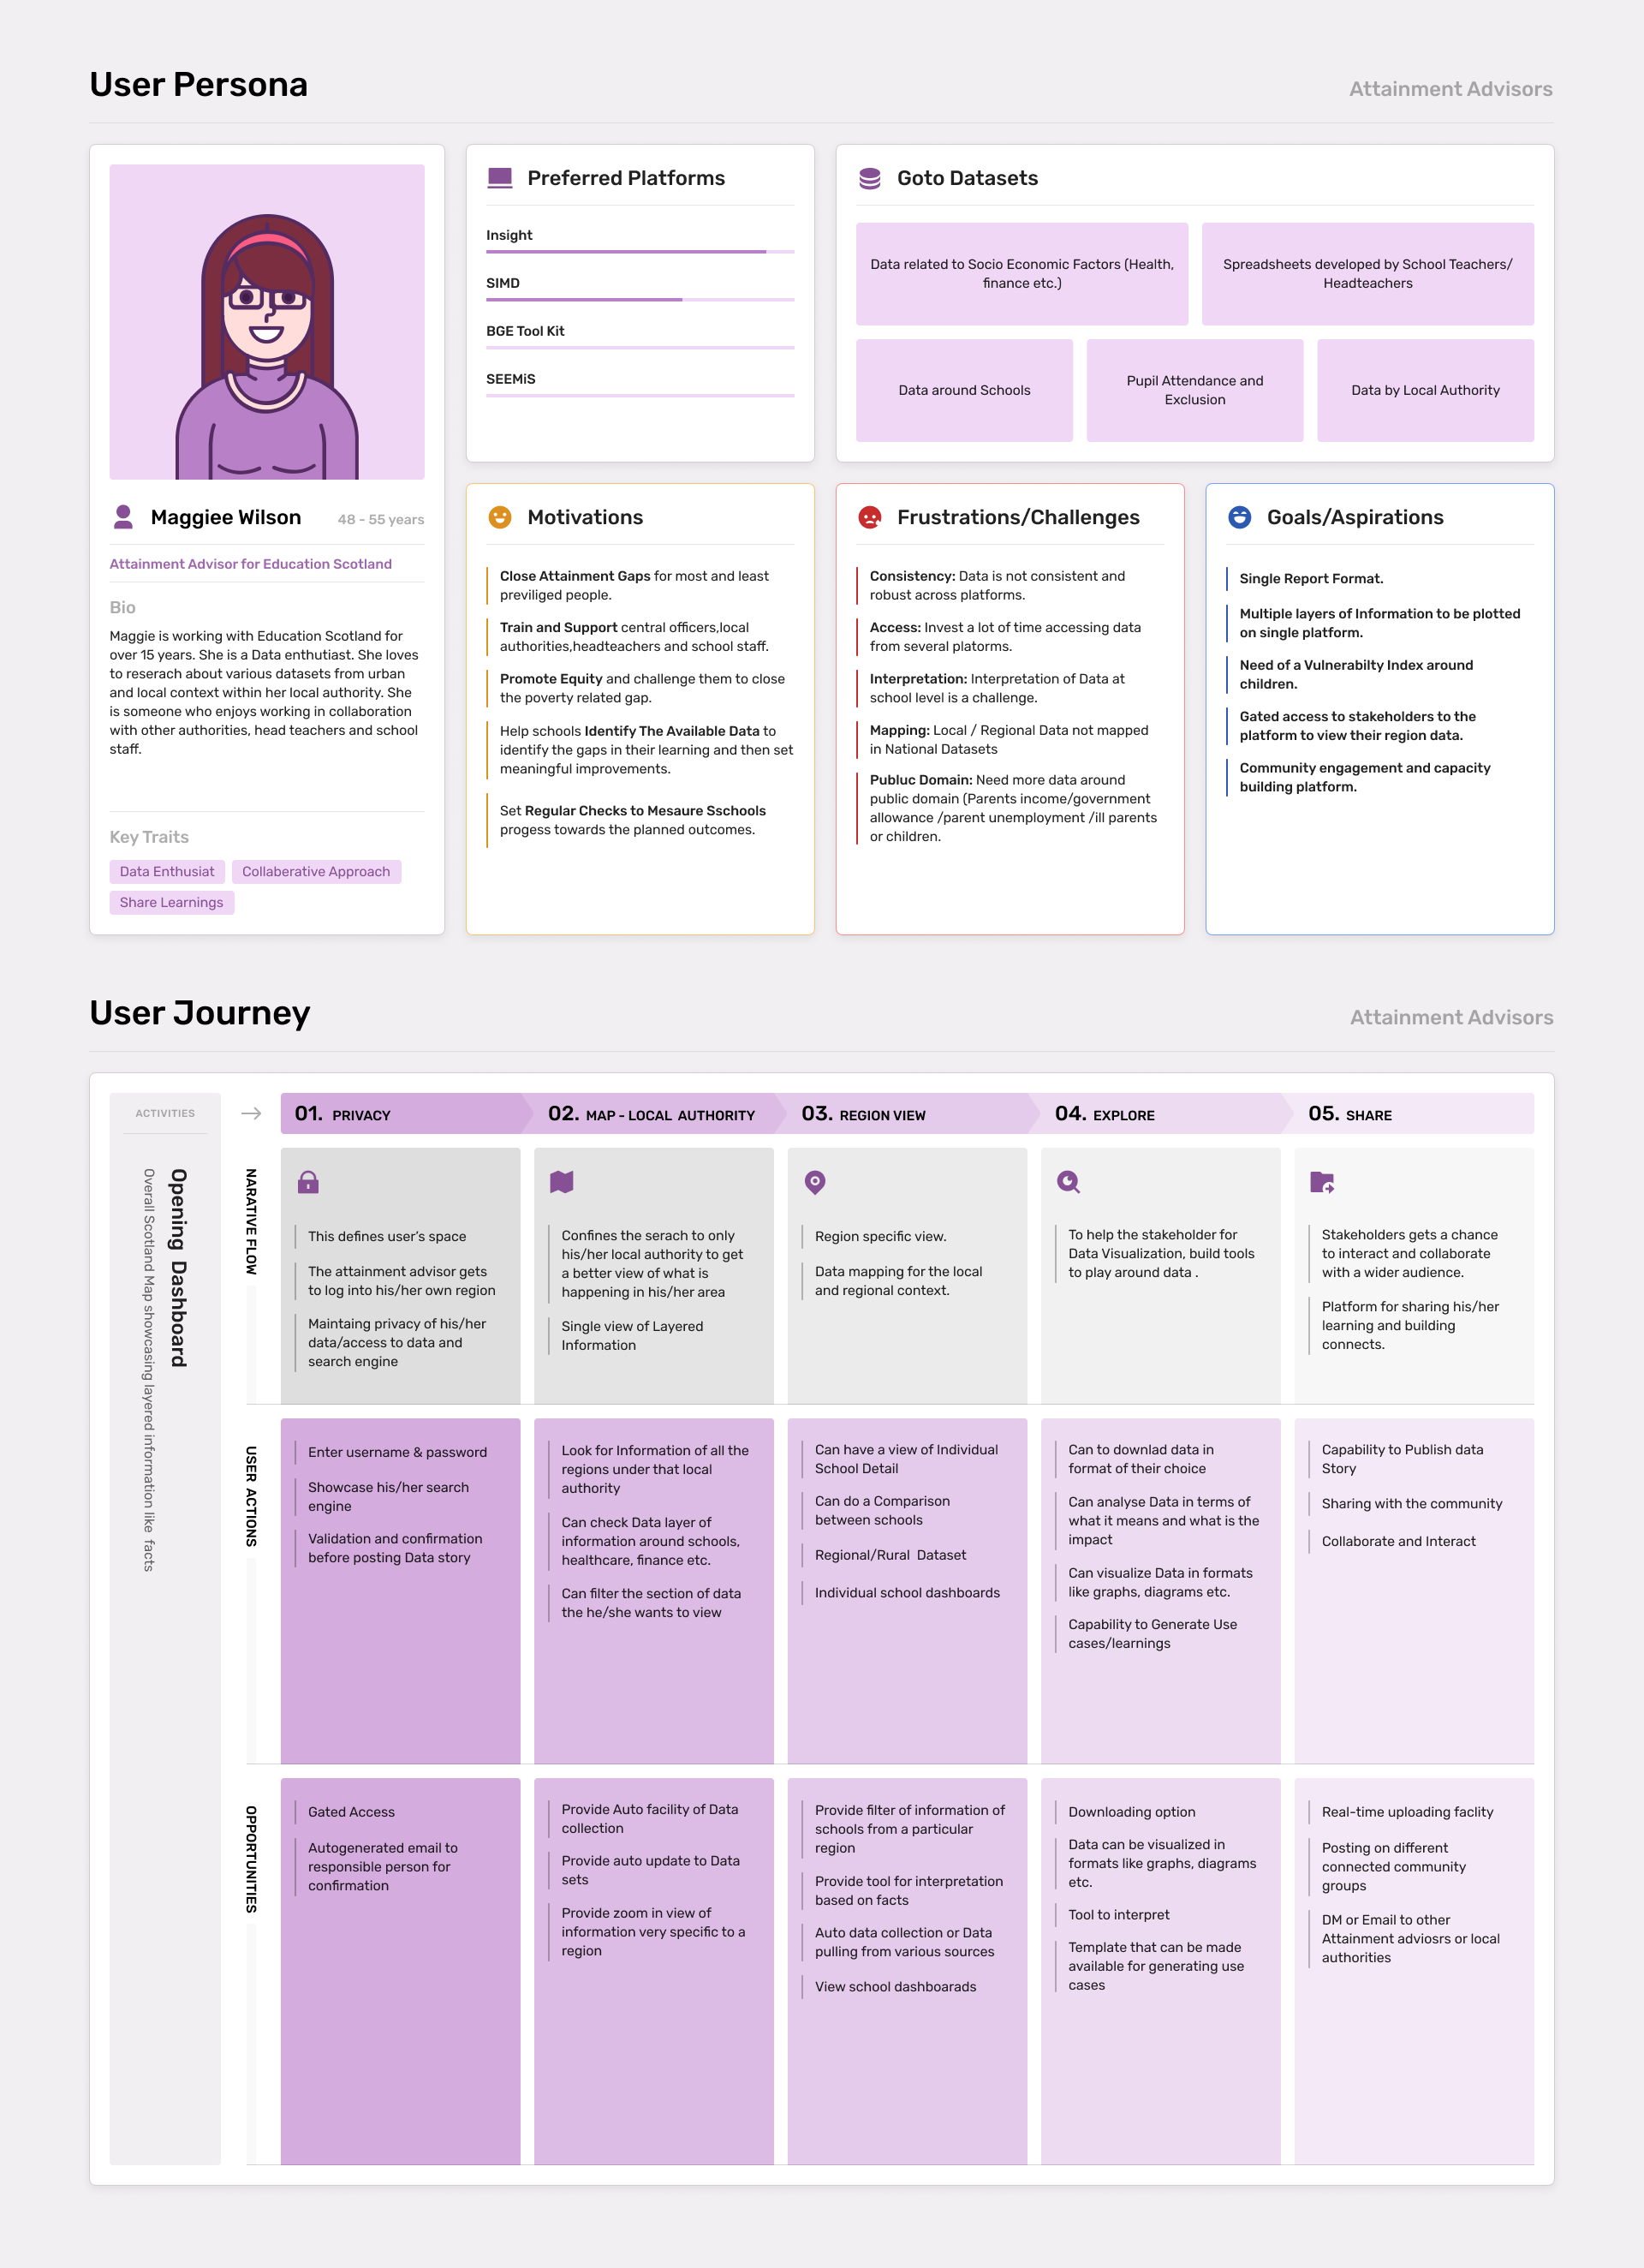 User Persona
Attainment Advisors
Maggiee Wilson
48 - 55 years
Attainment Advisor for Education Scotland
Bio
Maggie is working with Education Scotland for
over 15 years. She is a Data enthutiast. She loves
to reserach about various datasets from urban
and local context within her local authority. She
is someone who enjoys working in collaboration
with other authorities, head teachers and school
staff.
Key Traits
Data Enthusiat
Collaberative Approach
Share Learnings
Preferred Platforms
Insight
SIMD
BGE Tool Kit
SEEMiS
Goto Datasets
Data related to Socio Economic Factors (Health,
finance etc.)
Spreadsheets developed by School Teachers/
Headteachers
Data around Schools
Pupil Attendance and
Exclusion
Data by Local Authority
Motivations
Close Attainment Gaps for most and least
previliged people.
Train and Support central officers,local
authorities,headteachers and school staff.
Promote Equity and challenge them to close
the poverty related gap.
Help schools Identify The Available Data to
identify the gaps in their learning and then set
meaningful improvements.
Set Regular Checks to Mesaure Sschools
progess towards the planned outcomes.
Frustrations/Challenges
Consistency: Data is not consistent and
robust across platforms.
Access: Invest a lot of time accessing data
from several platorms.
Interpretation: Interpretation of Data at
school level is a challenge.
Mapping: Local / Regional Data not mapped
in National Datasets
Publuc Domain: Need more data around
public domain (Parents income/government
allowance /parent unemployment /ill parents
or children.
Goals/Aspirations
Single Report Format.
Multiple layers of Information to be plotted
on single platform.
Need of a Vulnerabilty Index around
children.
Gated access to stakeholders to the
platform to view their region data.
Community engagement and capacity
building platform.
User Journey
Attainment Advisors
ACTIVITIES
Opening Dashboard
Overall Scotland Map showcasing layered information like facts
01. PRIVACY
02. MAP - LOCAL AUTHORITY
03. REGION VIEW
04. EXPLORE
05. SHARE
NARATIVE FLOW
This defines user's space
The attainment advisor gets
to log into his/her own region
Maintaing privacy of his/her
data/access to data and
search engine
Confines the serach to only
his/her local authority to get
a better view of what is
happening in his/her area
Single view of Layered
Information
Region specific view.
Data mapping for the local
and regional context.
To help the stakeholder for
Data Visualization, build tools
to play around data .
Stakeholders gets a chance
to interact and collaborate
with a wider audience.
Platform for sharing his/her
learning and building
connects.
USER ACTIONS
Enter username & password
Showcase his/her search
engine
Validation and confirmation
before posting Data story
Look for Information of all the
regions under that local
authority
Can check Data layer of
information around schools,
healthcare, finance etc.
Can filter the section of data
the he/she wants to view
Can have a view of Individual
School Detail
Can do a Comparison
between schools
Regional/Rural Dataset
Individual school dashboards
Can to downlad data in
format of their choice
Can analyse Data in terms of
what it means and what is the
impact
Can visualize Data in formats
like graphs, diagrams etc.
Capability to Generate Use
cases/learnings
Capability to Publish data
Story
Sharing with the community
Collaborate and Interact
OPPORTUNITIES
Gated Access
Autogenerated email to
responsible person for
confirmation
Provide Auto facility of Data
collection
Provide auto update to Data
sets
Provide zoom in view of
information very specific to a
region
Provide filter of information of
schools from a particular
region
Provide tool for interpretation
based on facts
Auto data collection or Data
pulling from various sources
View school dashboarads
Downloading option
Data can be visualized in
formats like graphs, diagrams
etc.
Tool to interpret
Template that can be made
available for generating use
cases
Real-time uploading faclity
Posting on different
connected community
groups
DM or Email to other
Attainment adviosrs or local
authorities